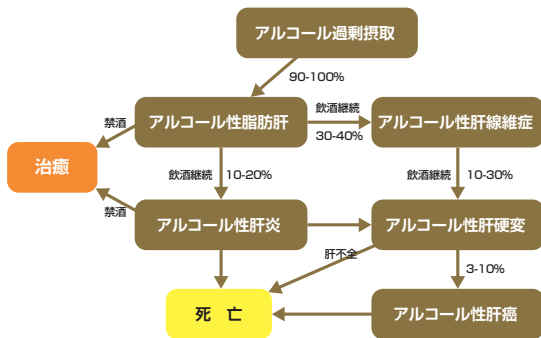 アルコール過剰摂取
90-100%
禁酒
アルコール性脂肪肝
飲酒継続
30-40%
アルコール性肝線維症
治癒
飲酒継続
10-20%
飲酒継続
10-30%
禁酒
アルコール性肝炎
アルコール性肝硬変
肝不全
3-10%
死 亡
アルコール性肝癌